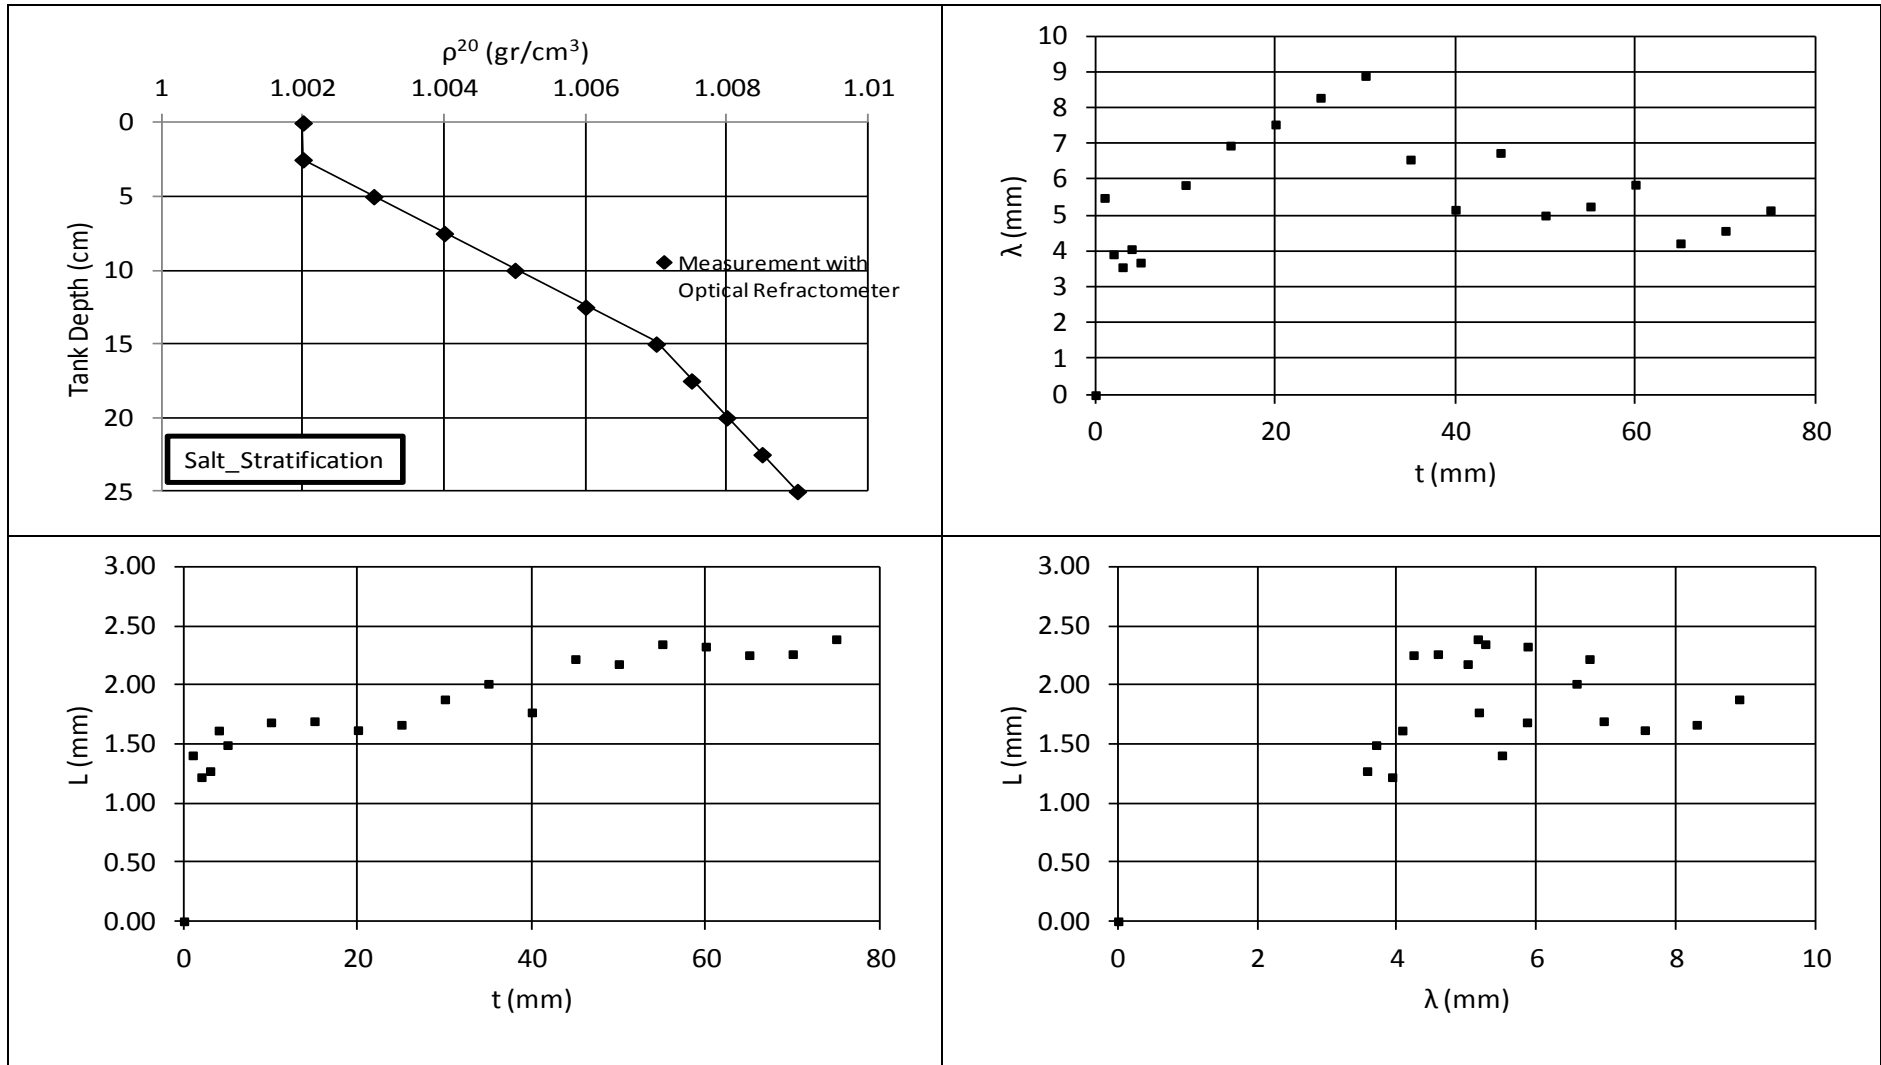 ρ²⁰ (gr/cm³)
1 1.002 1.004 1.006 1.008 1.01
0
5
10
15
20
25
Tank Depth (cm)
Measurement with
Optical Refractometer
Salt_Stratification
10
9
8
7
6
5
4
3
2
1
0
λ (mm)
0 20 40 60 80
t (mm)
3.00
2.50
2.00
1.50
1.00
0.50
0.00
L (mm)
0 20 40 60 80
t (mm)
3.00
2.50
2.00
1.50
1.00
0.50
0.00
L (mm)
0 2 4 6 8 10
λ (mm)